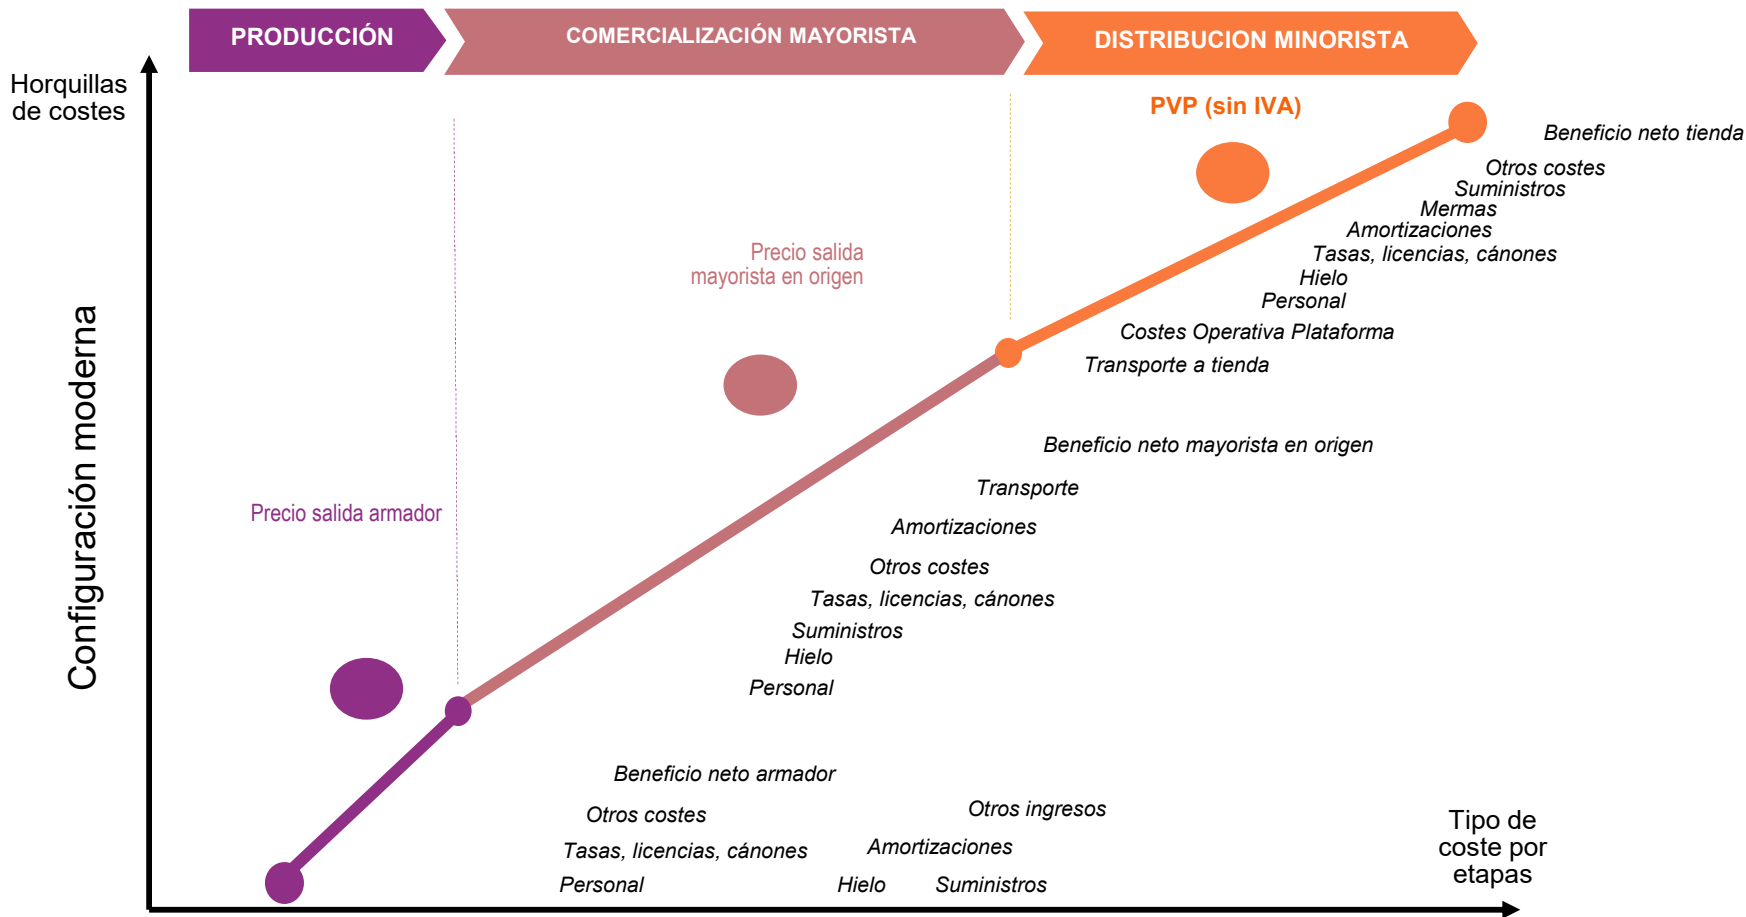 PRODUCCIÓN
COMERCIALIZACIÓN MAYORISTA
DISTRIBUCION MINORISTA
Horquillas
de costes
PVP (sin IVA)
Beneficio neto tienda
Otros costes
Suministros
Mermas
Amortizaciones
Tasas, licencias, cánones
Hielo
Personal
Costes Operativa Plataforma
Transporte a tienda
Precio salida
mayorista en origen
Configuración moderna
Beneficio neto mayorista en origen
Transporte
Amortizaciones
Otros costes
Tasas, licencias, cánones
Suministros
Hielo
Personal
Precio salida armador
Beneficio neto armador
Otros costes
Otros ingresos
Tasas, licencias, cánones
Amortizaciones
Personal
Hielo
Suministros
Tipo de
coste por
etapas